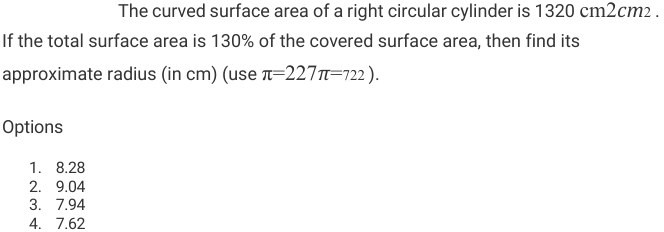 The curved surface area of a right circular cylinder is 1320 cm2cm2 .
If the total surface area is 130% of the covered surface area, then find its
approximate radius (in cm) (use π=227π=722 ).
Options
1. 8.28
2. 9.04
3. 7.94
4. 7.62